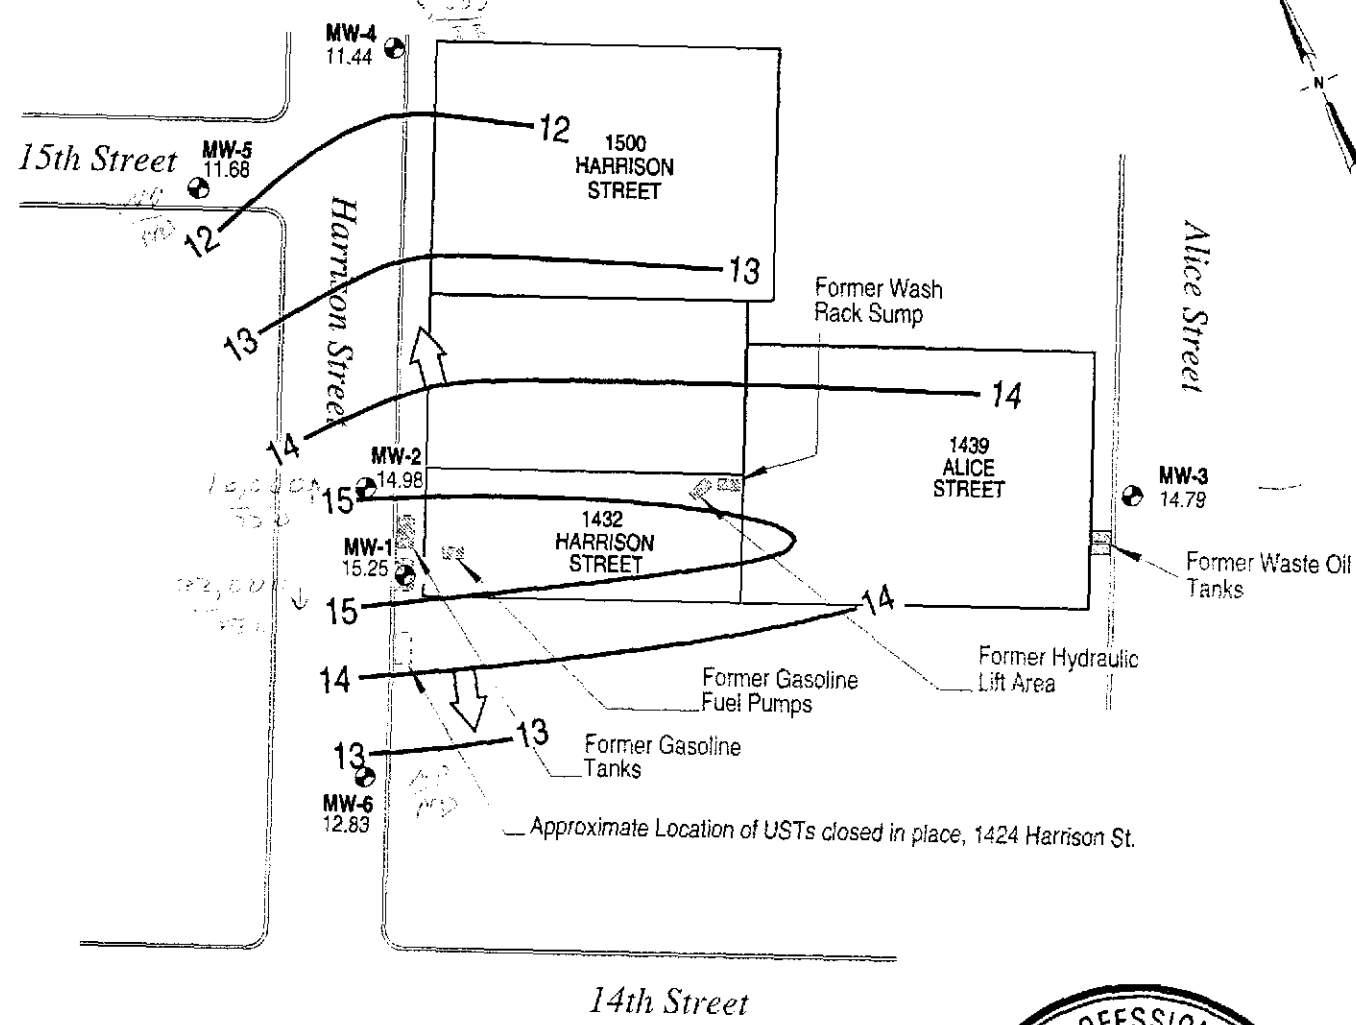 MW-4
11.44
N
15th Street
MW-5
11.68
12
12
1500
HARRISON
STREET
Harrison Street
Alice Street
13
13
Former Wash
Rack Sump
14
14
1439
ALICE
STREET
MW-2
14.98
MW-3
14.79
15
1432
HARRISON
STREET
MW-1
15.25
15
Former Waste Oil
Tanks
14
14
Former Hydraulic
Lift Area
Former Gasoline
Fuel Pumps
13
13
Former Gasoline
Tanks
MW-6
12.83
ND
ND
Approximate Location of USTs closed in place, 1424 Harrison St.
14th Street